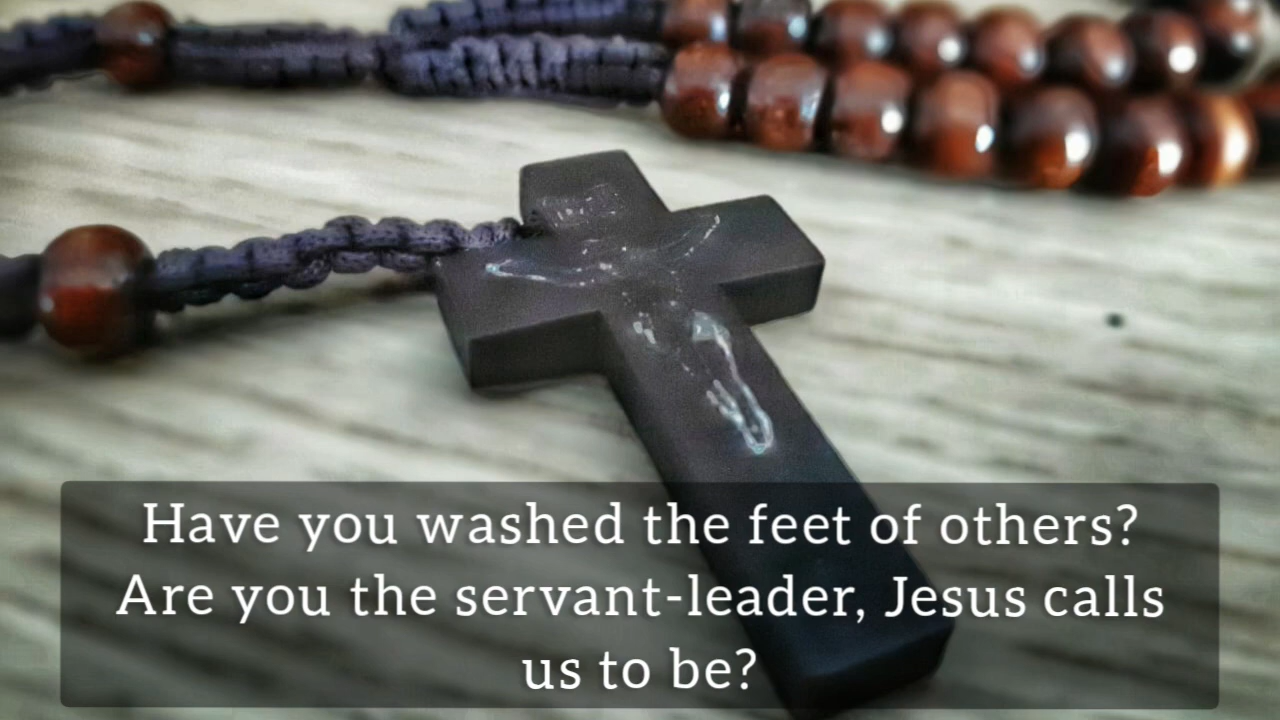 Have you washed the feet of others?
Are you the servant-leader, Jesus calls
us to be?